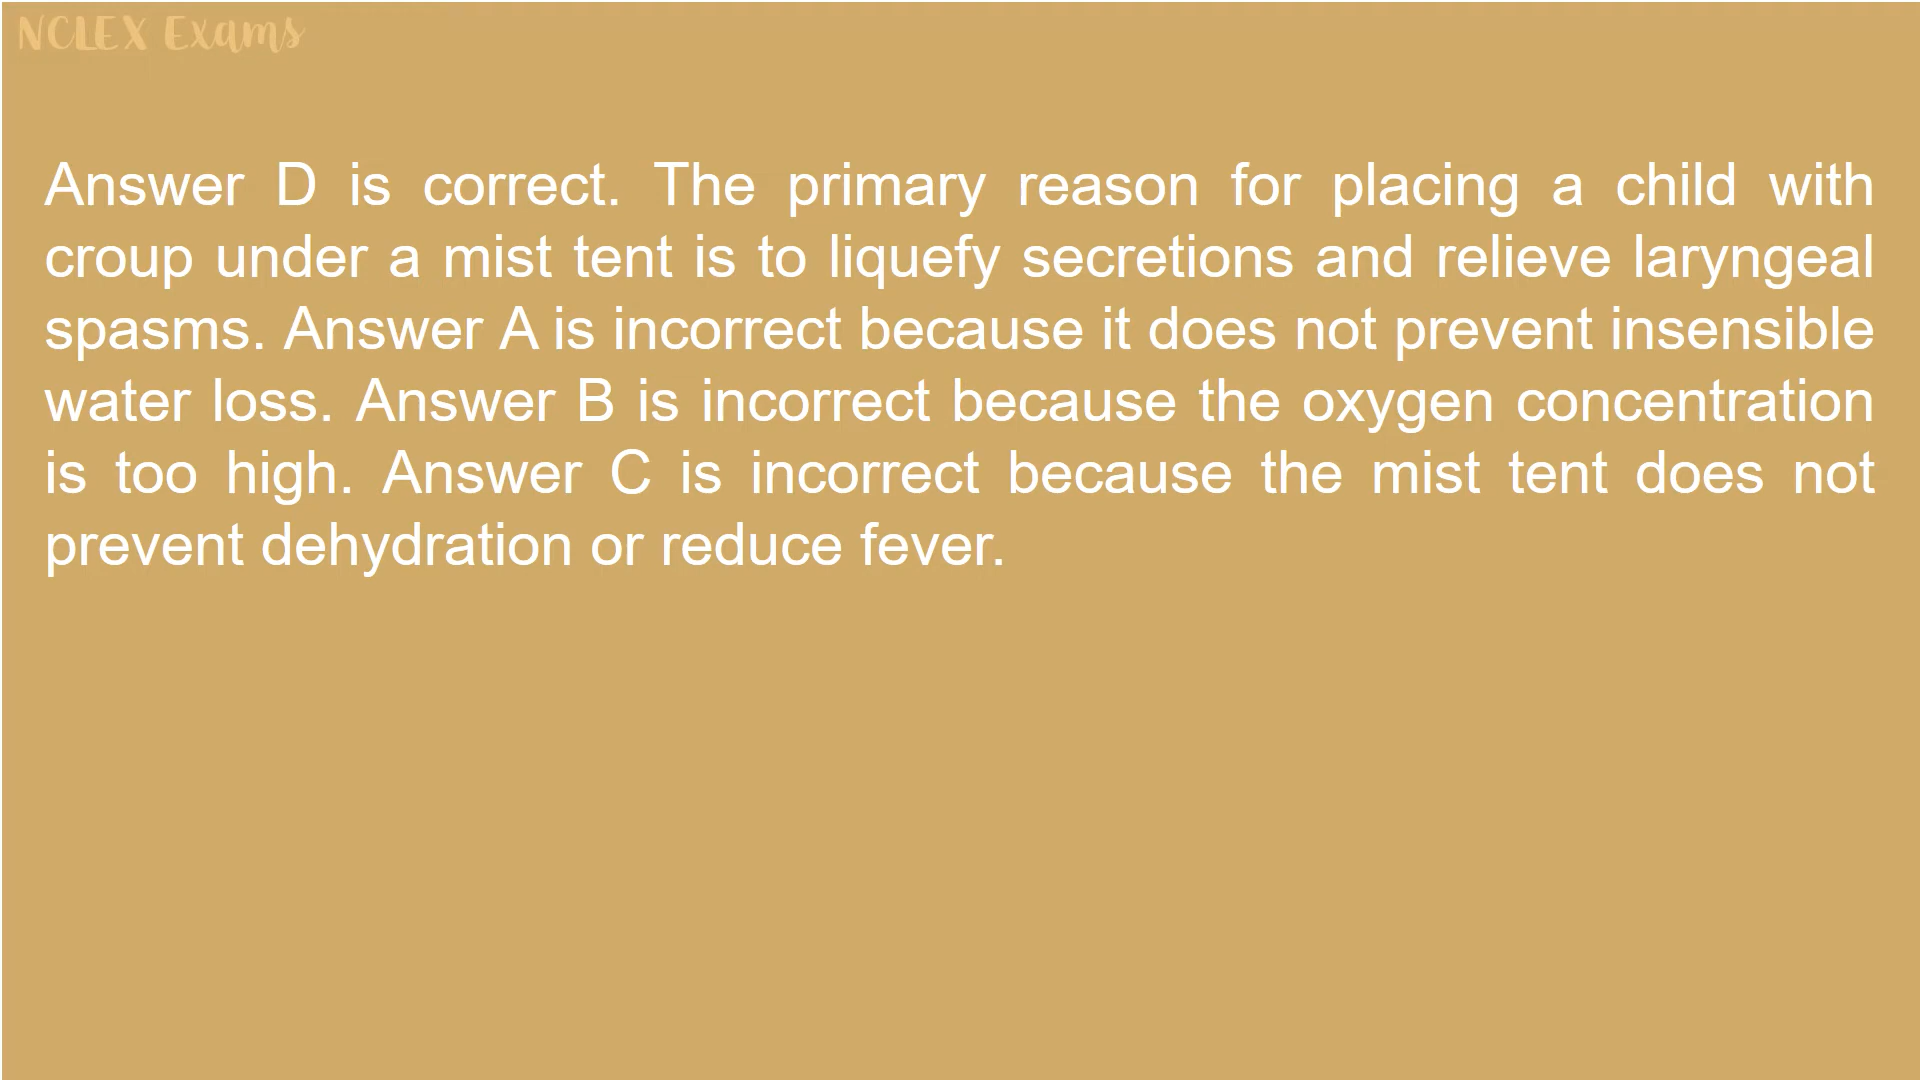 NCLEX Exams
Answer D is correct. The primary reason for placing a child with
croup under a mist tent is to liquefy secretions and relieve laryngeal
spasms. Answer A is incorrect because it does not prevent insensible
water loss. Answer B is incorrect because the oxygen concentration
is too high. Answer C is incorrect because the mist tent does not
prevent dehydration or reduce fever.